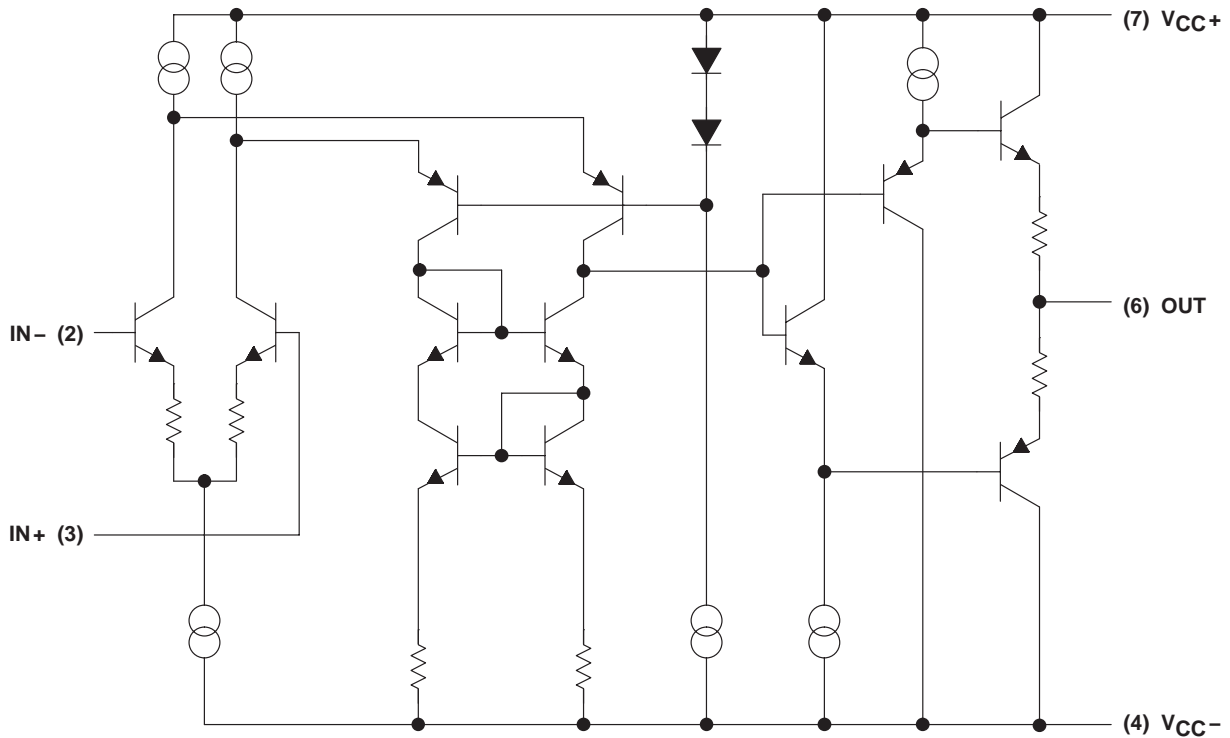 (7) VCC+
IN− (2)
(6) OUT
IN+ (3)
(4) VCC−